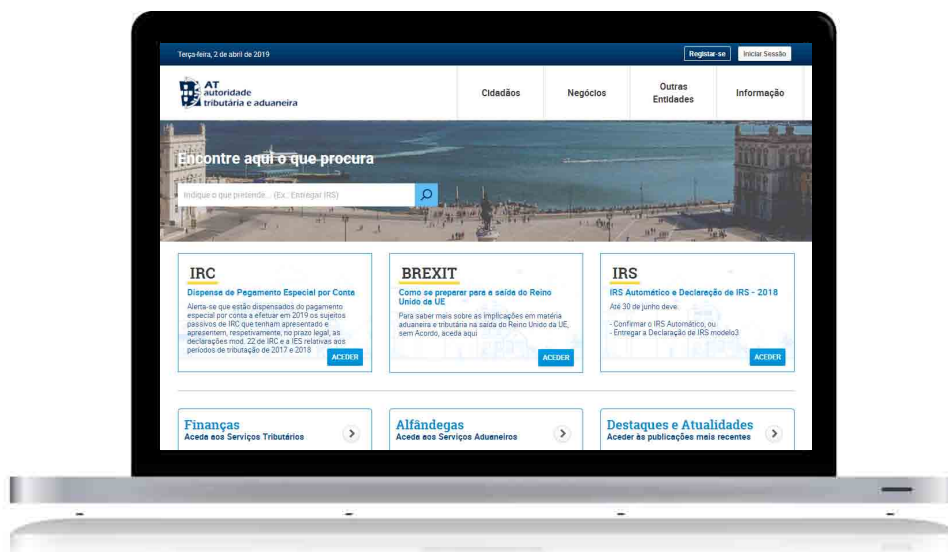 Terça-feira, 2 de abril de 2019
Registar-se
Iniciar Sessão
AT
autoridade
tributária e aduaneira
Cidadãos
Negócios
Outras
Entidades
Informação
Encontre aqui o que procura
Indique o que pretende... (Ex.: Entregar IRS)
IRC
Dispensa de Pagamento Especial por Conta
Alerta-se que estão dispensados do pagamento
especial por conta a efetuar em 2019 os sujeitos
passivos de IRC que tenham apresentado e
apresentem, respetivamente, no prazo legal, as
declarações mod. 22 de IRC e a IES relativas aos
períodos de tributação de 2017 e 2018
ACEDER
BREXIT
Como se preparar para a saída do Reino
Unido da UE
Para saber mais sobre as implicações em matéria
aduaneira e tributária na saída do Reino Unido da UE,
sem Acordo, aceda aqui
ACEDER
IRS
IRS Automático e Declaração de IRS - 2018
Até 30 de junho deve:
- Confirmar o IRS Automático, ou
- Entregar a Declaração de IRS modelo3
ACEDER
Finanças
Aceda aos Serviços Tributários
Alfândegas
Aceda aos Serviços Aduaneiros
Destaques e Atualidades
Aceder às publicações mais recentes